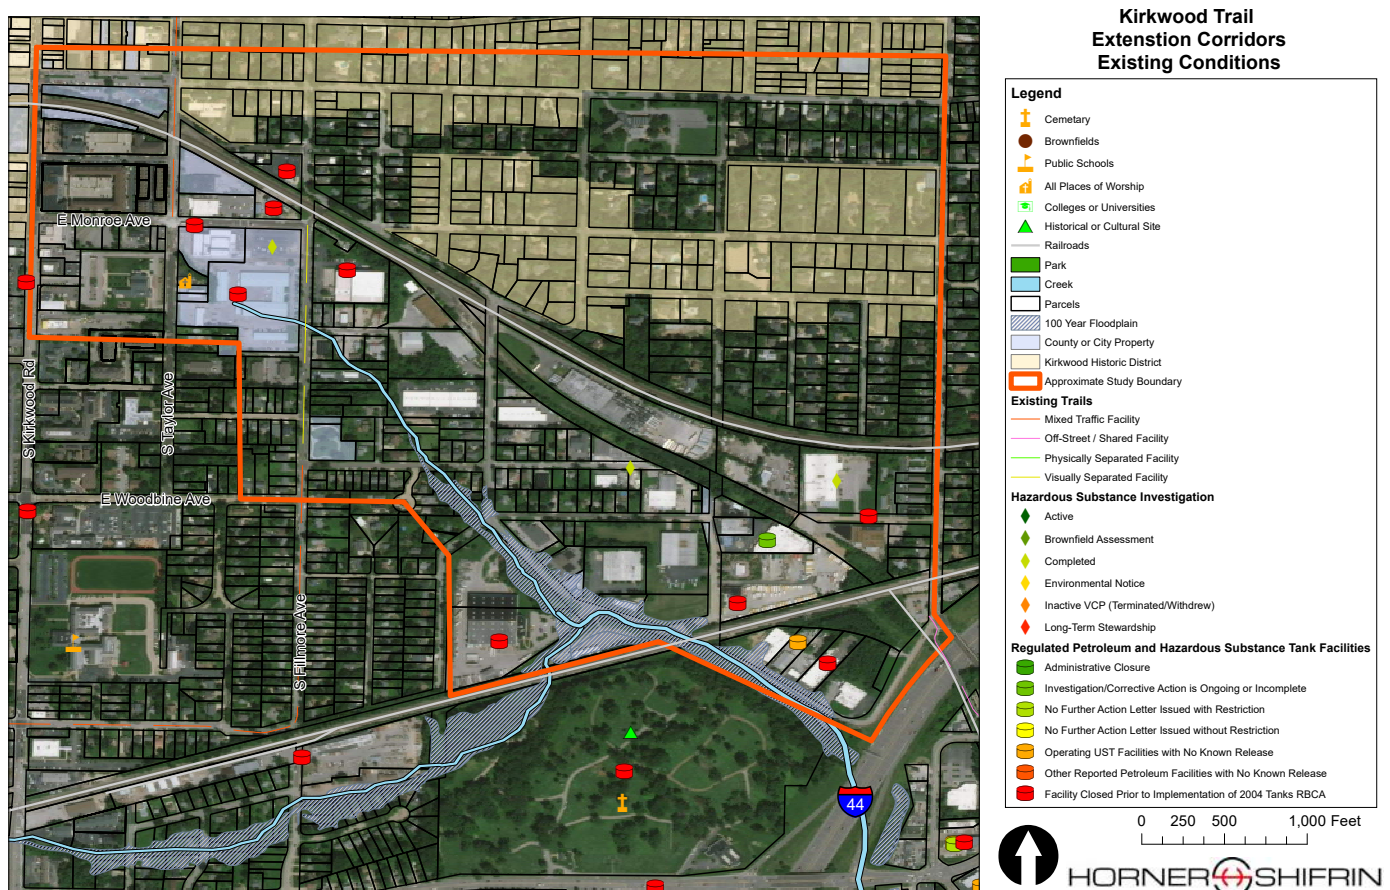 Kirkwood Trail
Extenstion Corridors
Existing Conditions
Legend
Cemetary
Brownfields
Public Schools
All Places of Worship
Colleges or Universities
Historical or Cultural Site
Railroads
Park
Creek
Parcels
100 Year Floodplain
County or City Property
Kirkwood Historic District
Approximate Study Boundary
Existing Trails
Mixed Traffic Facility
Off-Street / Shared Facility
Physically Separated Facility
Visually Separated Facility
Hazardous Substance Investigation
Active
Brownfield Assessment
Completed
Environmental Notice
Inactive VCP (Terminated/Withdrew)
Long-Term Stewardship
Regulated Petroleum and Hazardous Substance Tank Facilities
Administrative Closure
Investigation/Corrective Action is Ongoing or Incomplete
No Further Action Letter Issued with Restriction
No Further Action Letter Issued without Restriction
Operating UST Facilities with No Known Release
Other Reported Petroleum Facilities with No Known Release
Facility Closed Prior to Implementation of 2004 Tanks RBCA
0 250 500 1,000 Feet
HORNER SHIFRIN
E Monroe Ave
S Kirkwood Rd
S Taylor Ave
E Woodbine Ave
S Fillmore Ave
44